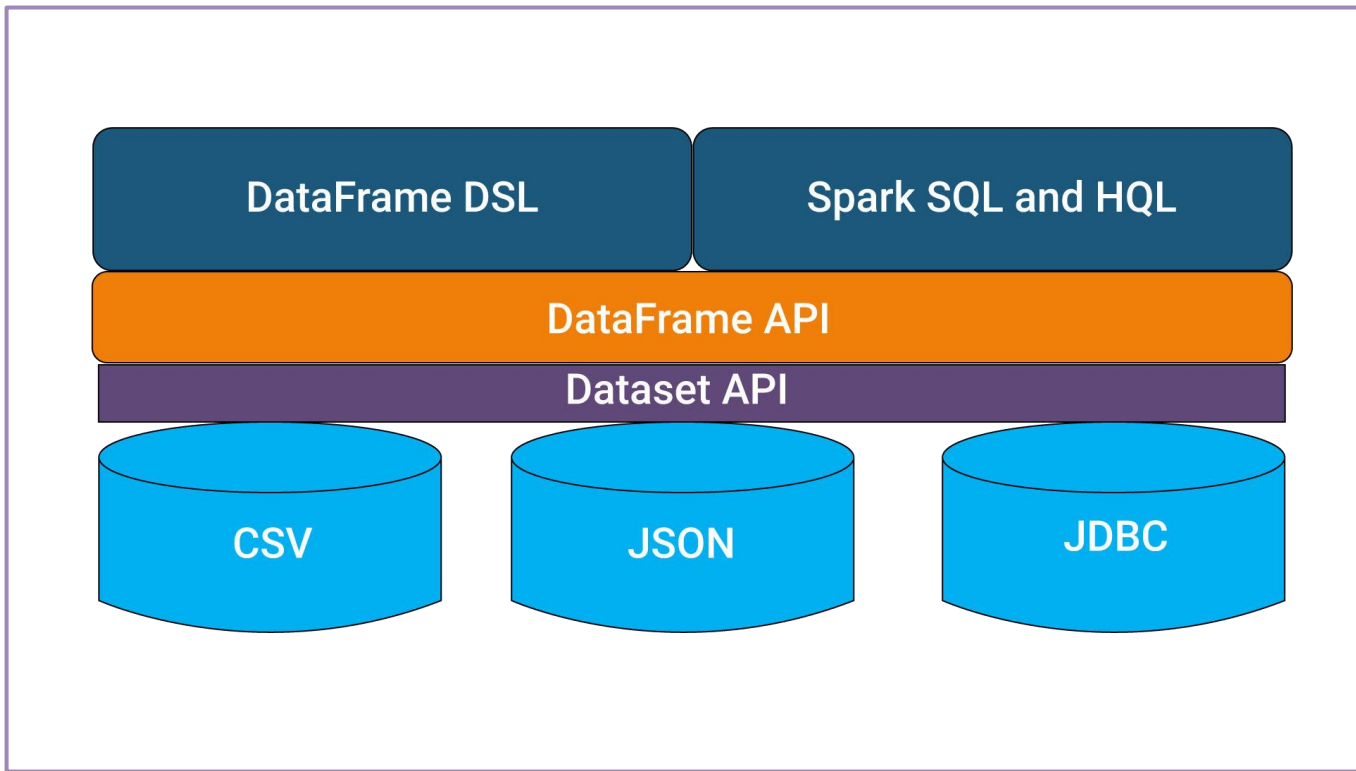 DataFrame DSL
Spark SQL and HQL
DataFrame API
Dataset API
CSV
JSON
JDBC